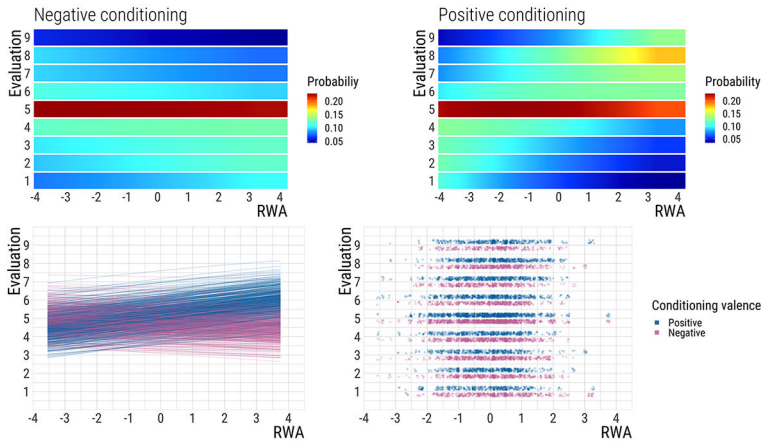 Negative conditioning
Evaluation
9
8
7
6
5
4
3
2
1
-4 -3 -2 -1 0 1 2 3 4
RWA
Probabiliy
0.20
0.15
0.10
0.05
Positive conditioning
Evaluation
9
8
7
6
5
4
3
2
1
-4 -3 -2 -1 0 1 2 3 4
RWA
Probability
0.20
0.15
0.10
0.05
Evaluation
9
8
7
6
5
4
3
2
1
-4 -3 -2 -1 0 1 2 3 4
RWA
Evaluation
9
8
7
6
5
4
3
2
1
-4 -3 -2 -1 0 1 2 3 4
RWA
Conditioning valence
Positive
Negative